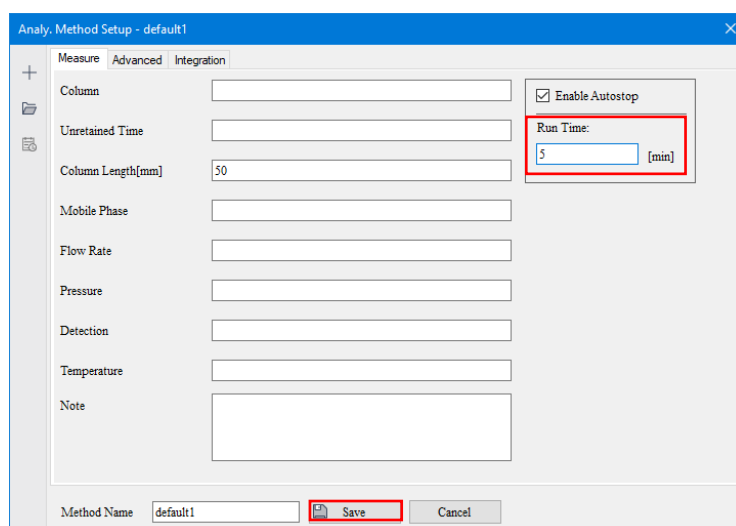 Analy. Method Setup - default1
Measure Advanced Integration
Column
Enable Autostop
Unretained Time
Run Time:
5 [min]
Column Length[mm] 50
Mobile Phase
Flow Rate
Pressure
Detection
Temperature
Note
Method Name default1 Save Cancel